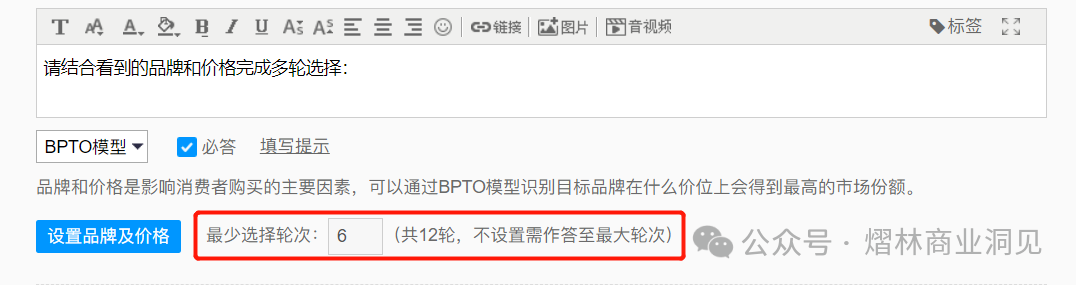 T A A A B I U As As 链接 图片 音视频 标签
请结合看到的品牌和价格完成多轮选择：
BPTO模型 必答 填写提示
品牌和价格是影响消费者购买的主要因素，可以通过BPTO模型识别目标品牌在什么价位上会得到最高的市场份额。
设置品牌及价格 最少选择轮次： 6 （共12轮，不设置需作答至最大轮次）
公众号 · 熠林商业洞见